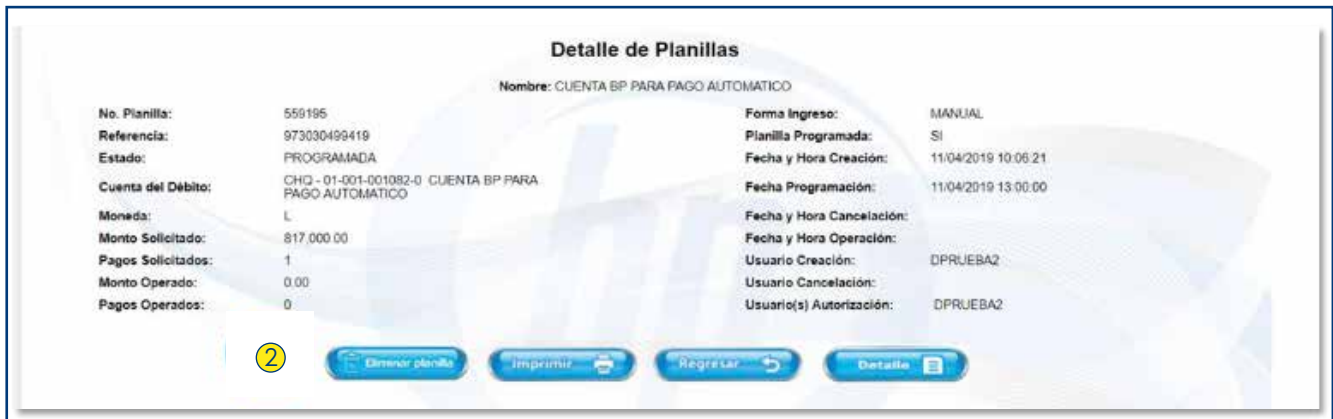 Detalle de Planillas
Nombre: CUENTA BP PARA PAGO AUTOMATICO
No. Planilla: 559195 Forma Ingreso: MANUAL
Referencia: 973030499419 Planilla Programada: SI
Estado: PROGRAMADA Fecha y Hora Creación: 11/04/2019 10:06:21
Cuenta del Débito: CHQ - 01-001-001082-0 CUENTA BP PARA
PAGO AUTOMATICO Fecha Programación: 11/04/2019 13:00:00
Moneda: L Fecha y Hora Cancelación:
Monto Solicitado: 817,000.00 Fecha y Hora Operación:
Pagos Solicitados: 1 Usuario Creación: DPRUEBA2
Monto Operado: 0.00 Usuario Cancelación:
Pagos Operados: 0 Usuario(s) Autorización: DPRUEBA2
2 Eliminar planilla Imprimir Regresar Detalle